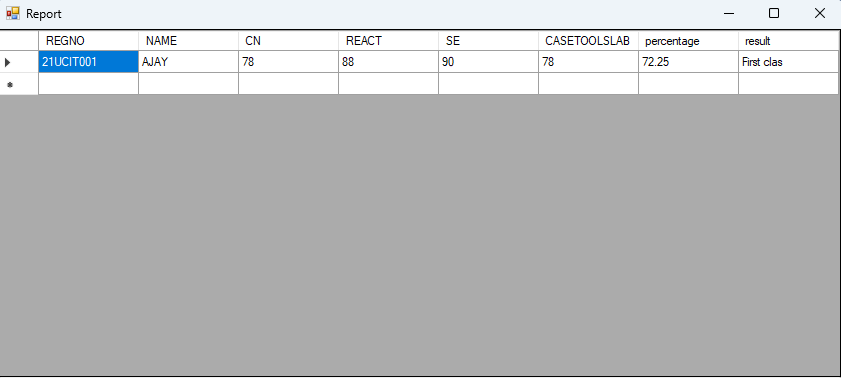 Report
REGNO NAME CN REACT SE CASETOOLSLAB percentage result
21UCIT001 AJAY 78 88 90 78 72.25 First clas